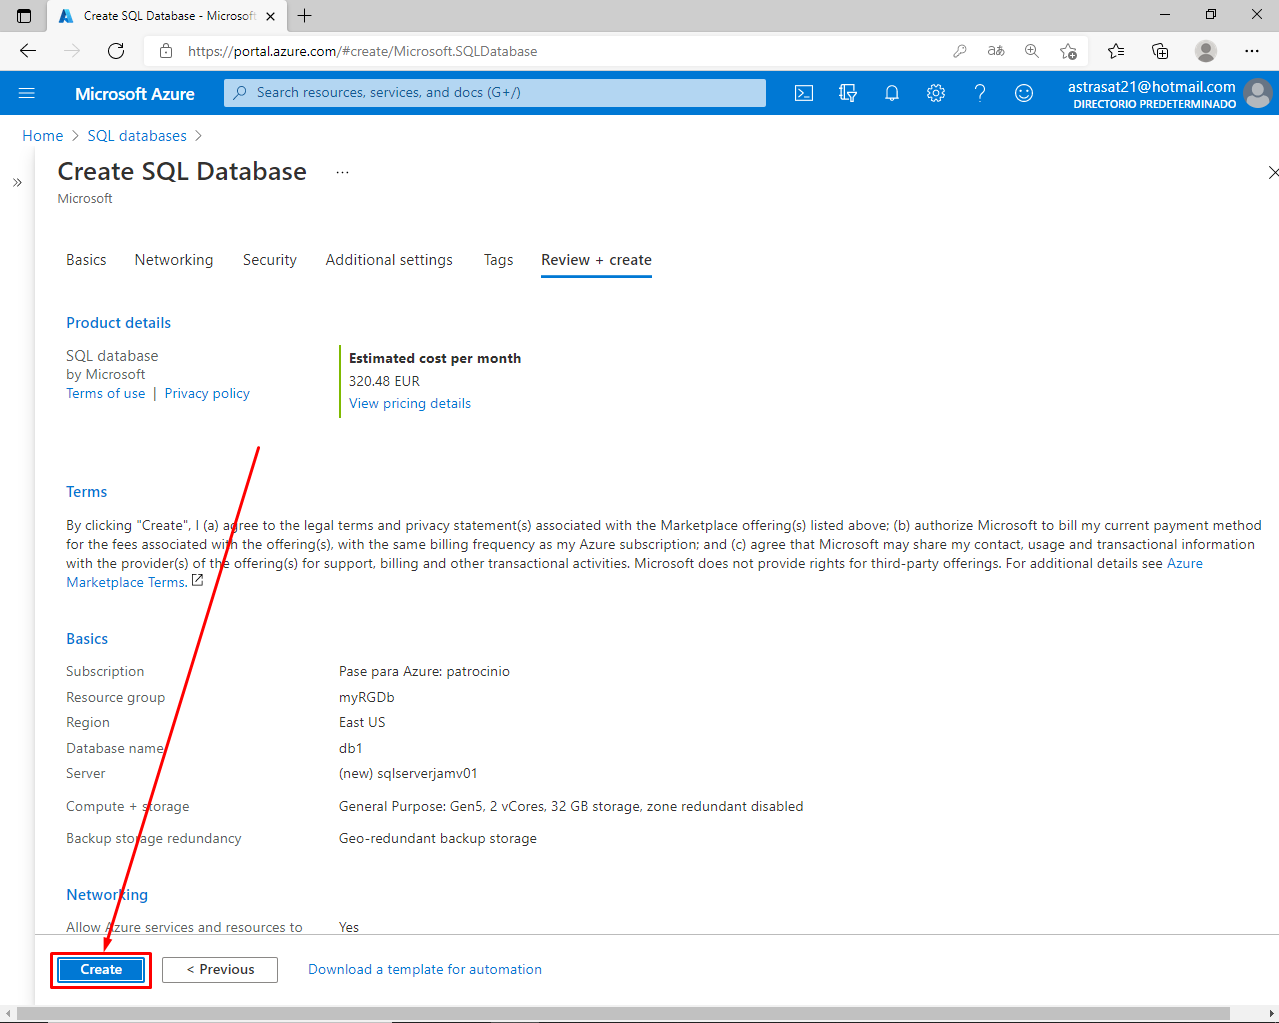 Create SQL Database - Microsoft
https://portal.azure.com/#create/Microsoft.SQLDatabase
aあ
Microsoft Azure
Search resources, services, and docs (G+/)
astrasat21@hotmail.com
DIRECTORIO PREDETERMINADO
Home > SQL databases >
Create SQL Database ...
Microsoft
Basics Networking Security Additional settings Tags Review + create
Product details
SQL database
by Microsoft
Terms of use | Privacy policy
Estimated cost per month
320.48 EUR
View pricing details
Terms
By clicking "Create", I (a) agree to the legal terms and privacy statement(s) associated with the Marketplace offering(s) listed above; (b) authorize Microsoft to bill my current payment method
for the fees associated with the offering(s), with the same billing frequency as my Azure subscription; and (c) agree that Microsoft may share my contact, usage and transactional information
with the provider(s) of the offering(s) for support, billing and other transactional activities. Microsoft does not provide rights for third-party offerings. For additional details see Azure
Marketplace Terms.
Basics
Subscription Pase para Azure: patrocinio
Resource group myRGDb
Region East US
Database name db1
Server (new) sqlserverjamv01
Compute + storage General Purpose: Gen5, 2 vCores, 32 GB storage, zone redundant disabled
Backup storage redundancy Geo-redundant backup storage
Networking
Allow Azure services and resources to Yes
Create < Previous Download a template for automation